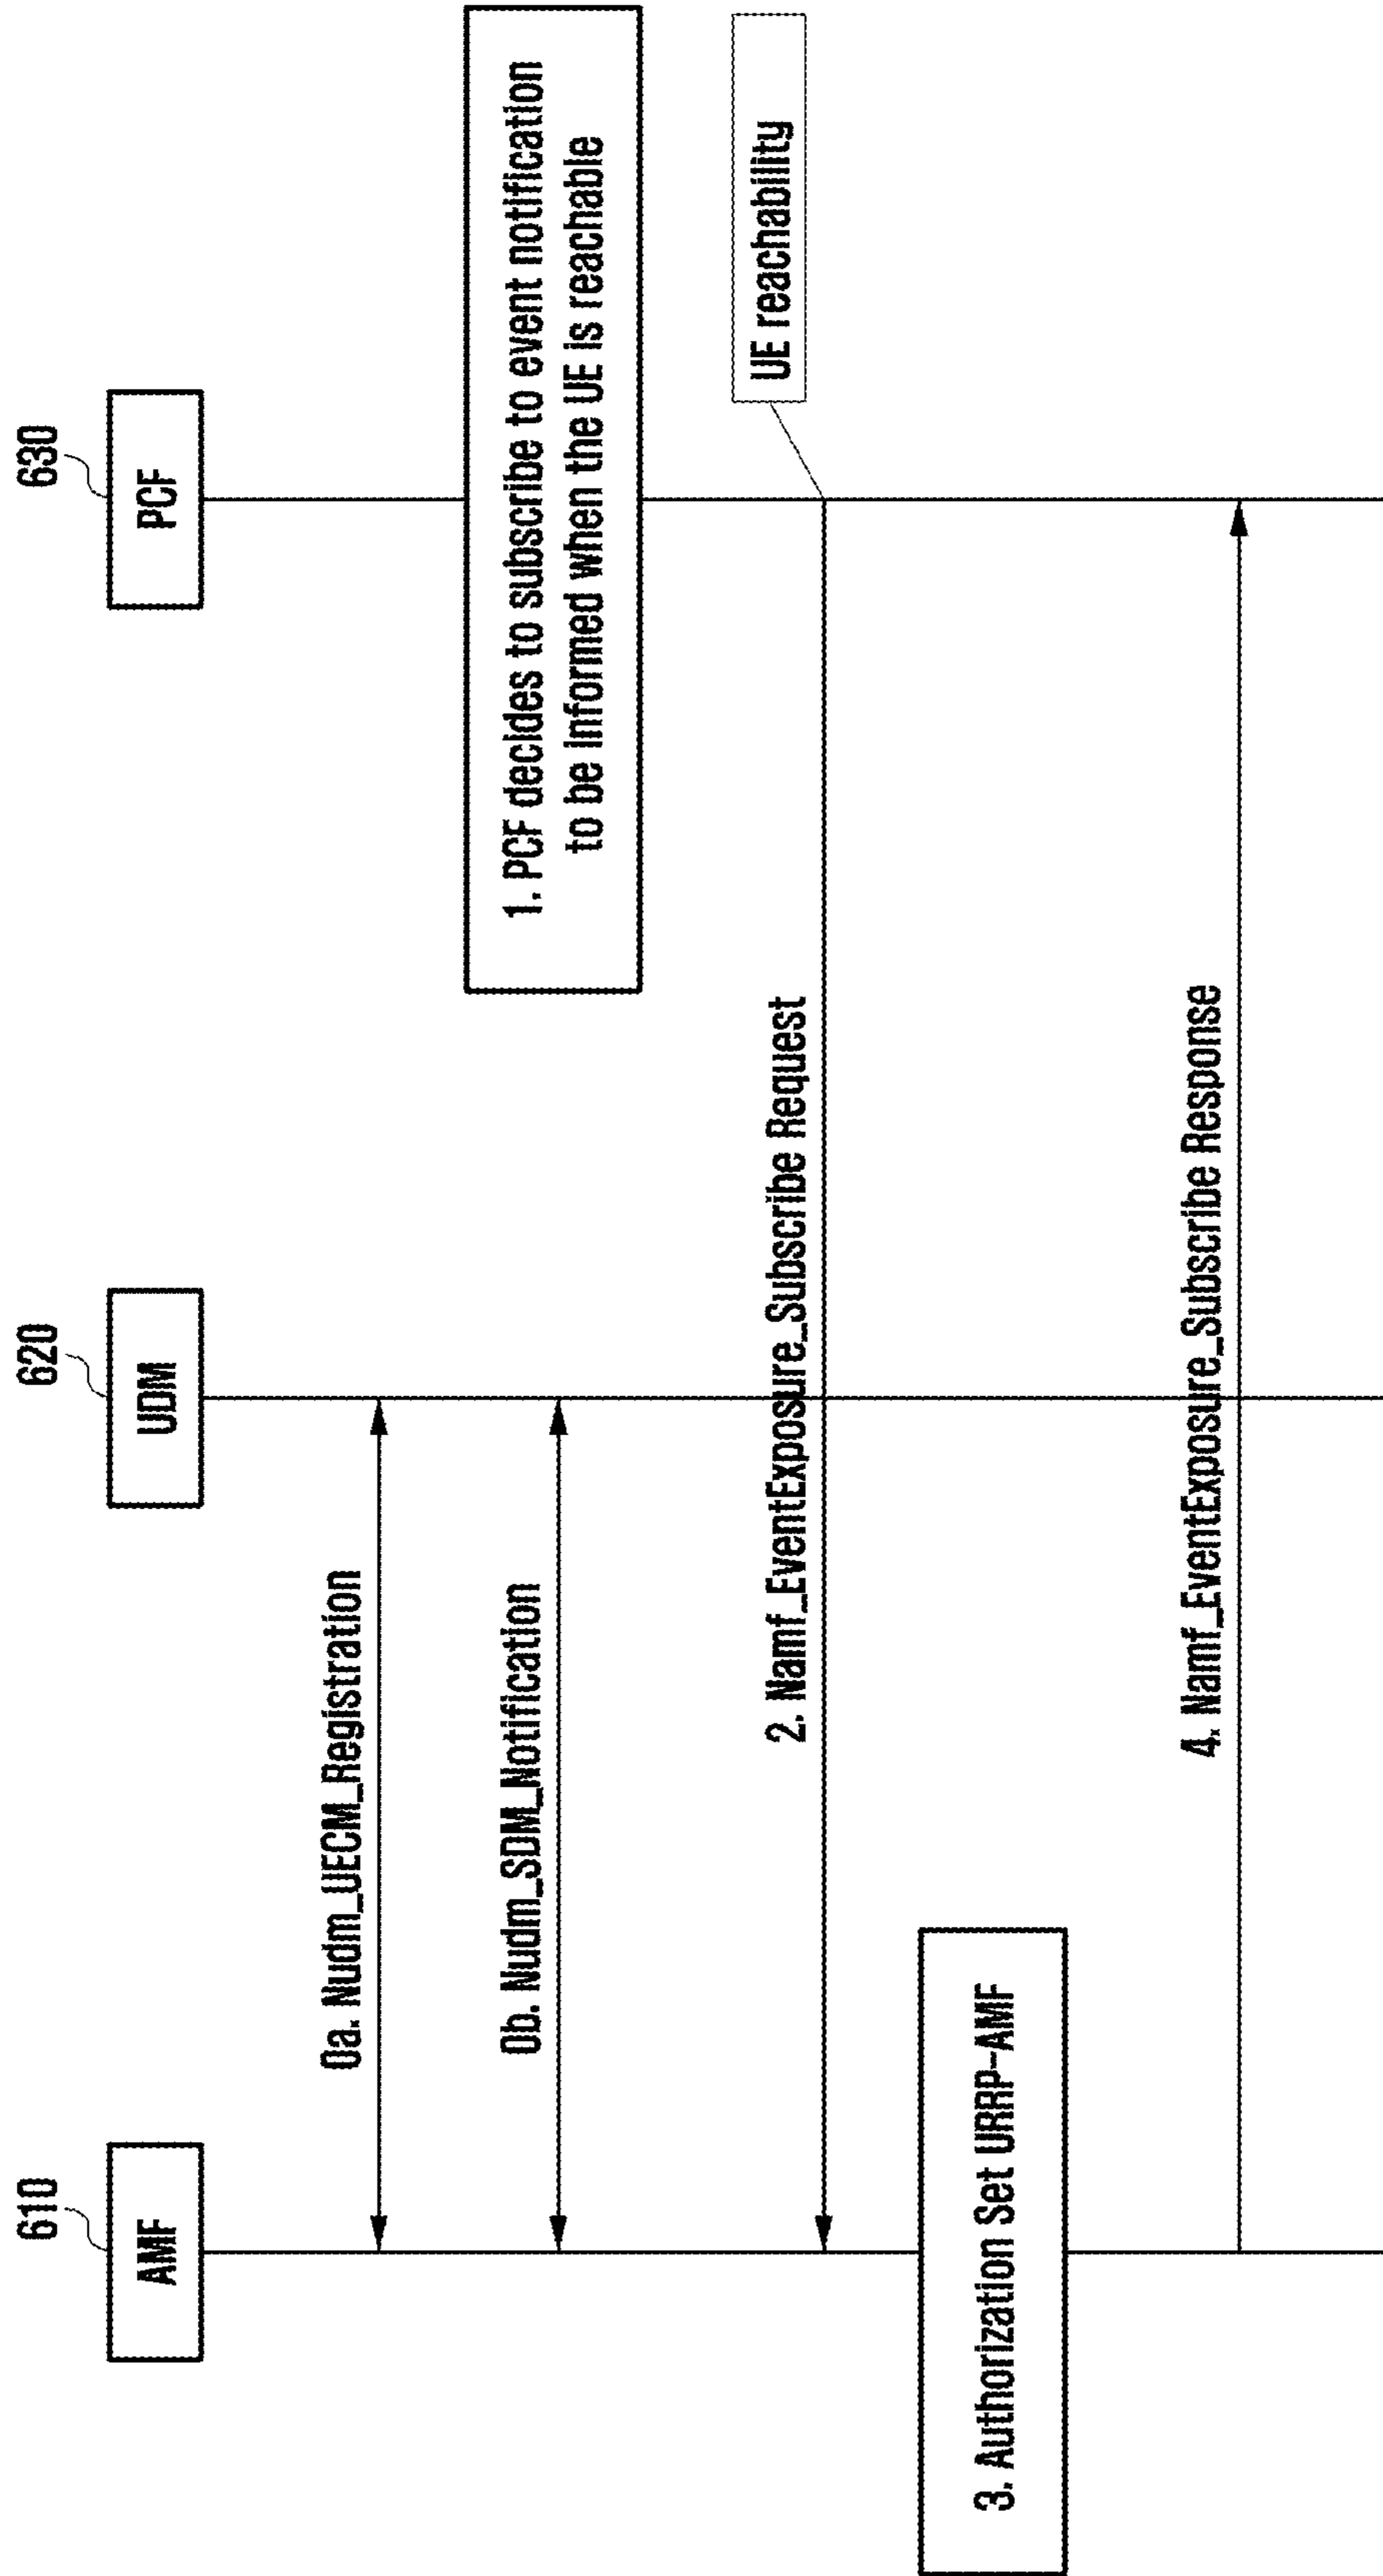 610
620
630
AMF
UDM
PCF
0a. Nudm_UECM_Registration
1. PCF decides to subscribe to event notification
to be informed when the UE is reachable
0b. Nudm_SDM_Notification
UE reachability
2. Namf_EventExposure_Subscribe Request
3. Authorization Set URRP-AMF
4. Namf_EventExposure_Subscribe Response